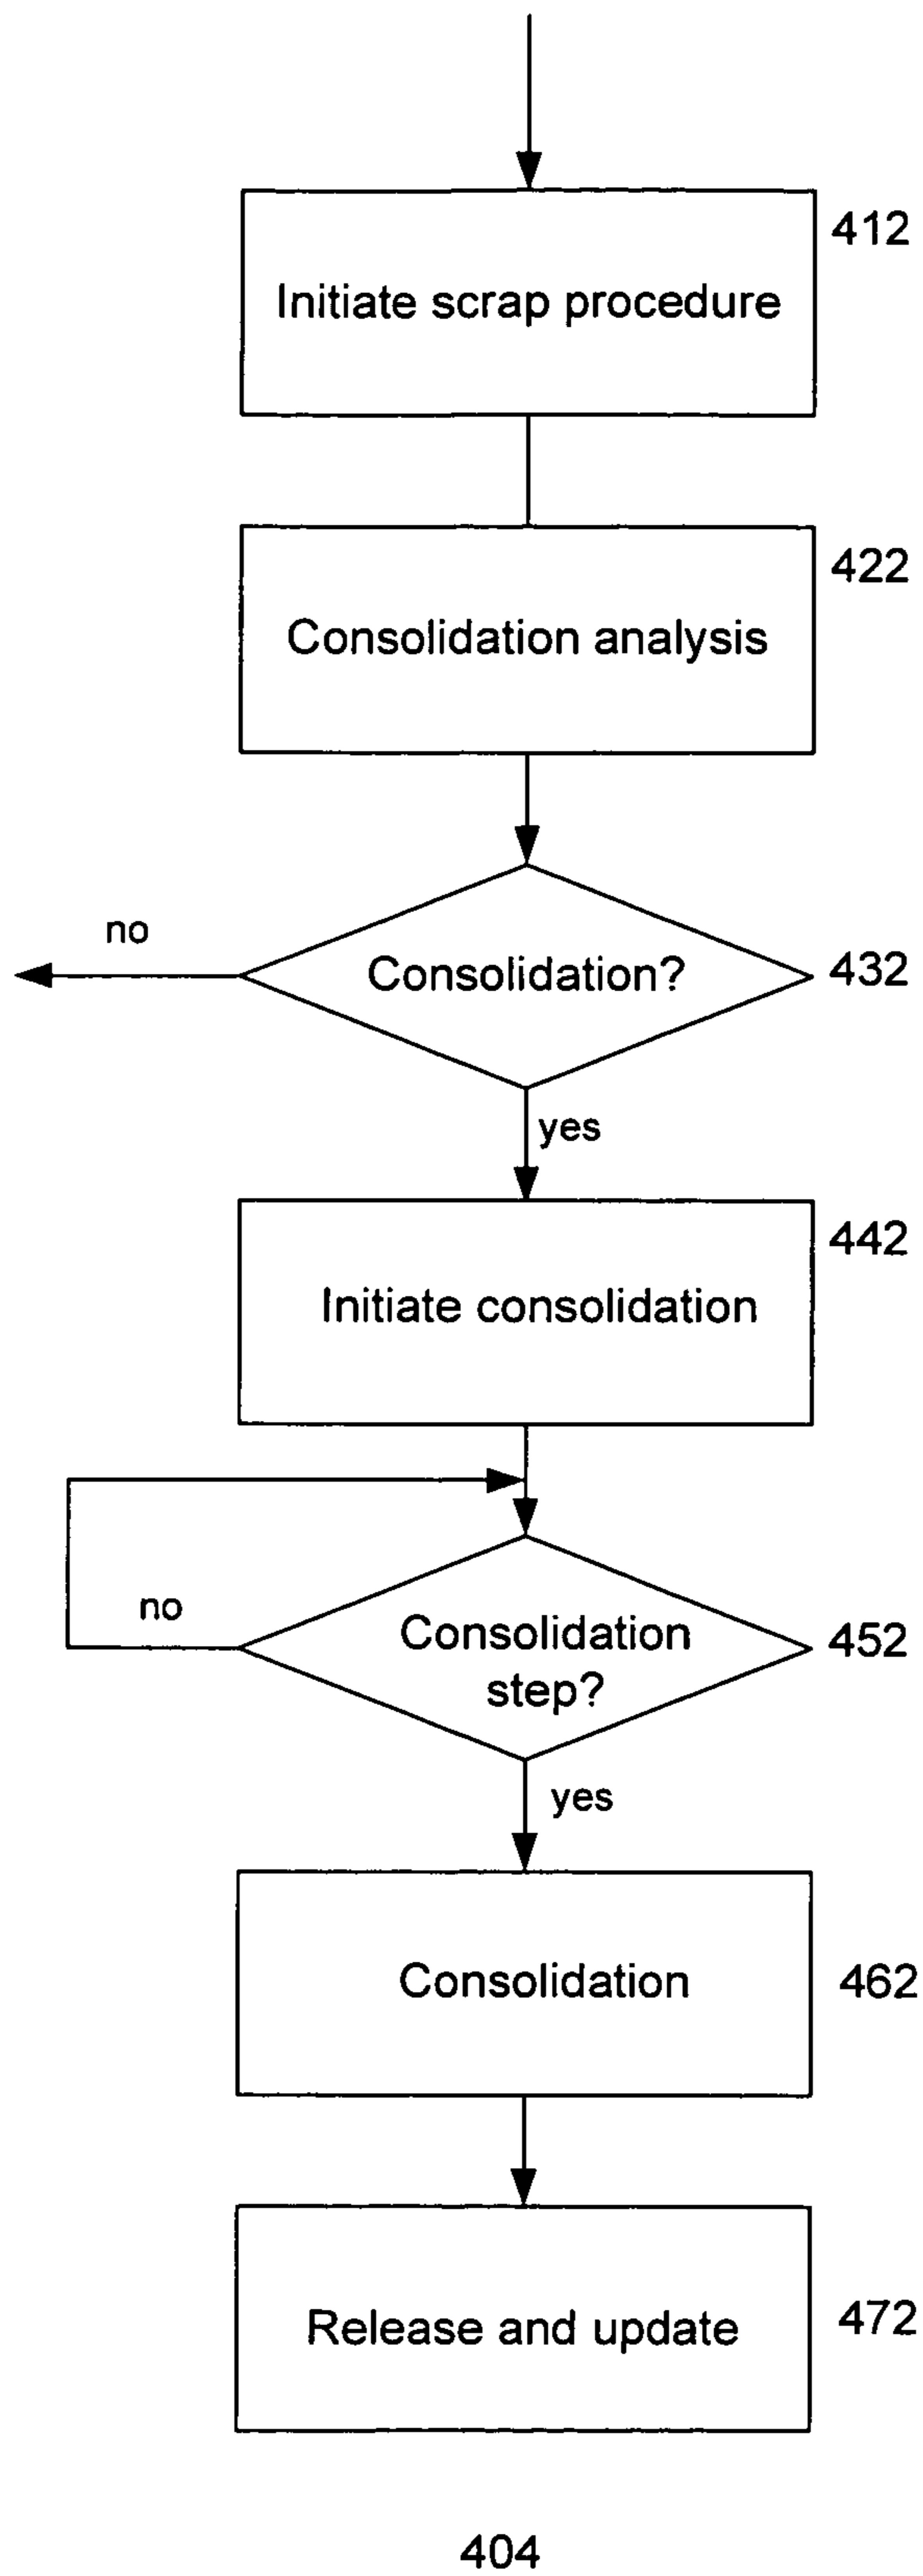 412
Initiate scrap procedure
422
Consolidation analysis
no
Consolidation?
432
yes
442
Initiate consolidation
no
Consolidation
step?
452
yes
Consolidation
462
Release and update
472
404